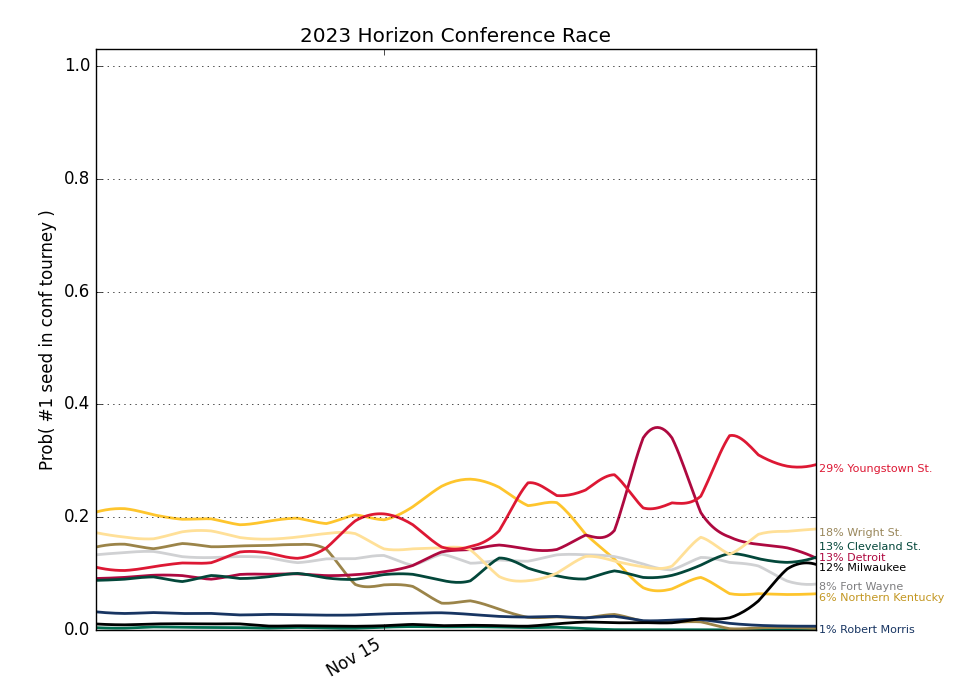 2023 Horizon Conference Race
Prob( #1 seed in conf tourney )
1.0
0.8
0.6
0.4
0.2
0.0
Nov 15
29% Youngstown St.
18% Wright St.
13% Cleveland St.
13% Detroit
12% Milwaukee
8% Fort Wayne
6% Northern Kentucky
1% Robert Morris